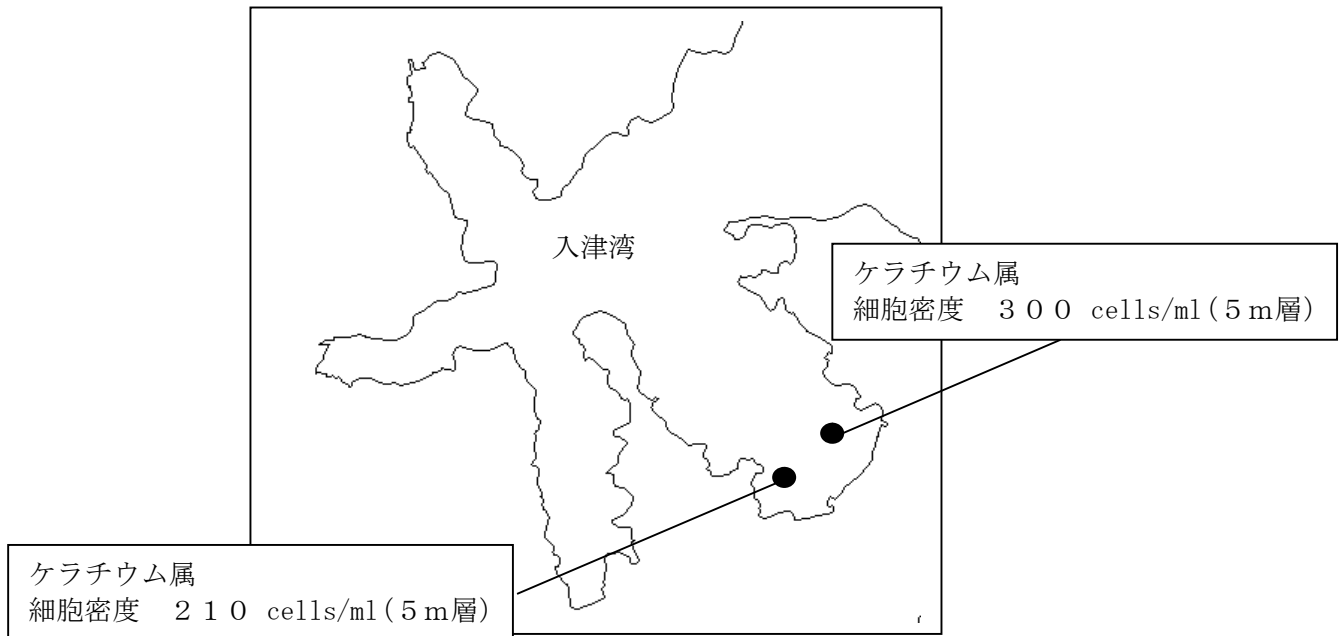 入津湾
ケラチウム属
細胞密度　３００ cells/ml(５ｍ層)
ケラチウム属
細胞密度　２１０ cells/ml(５ｍ層)